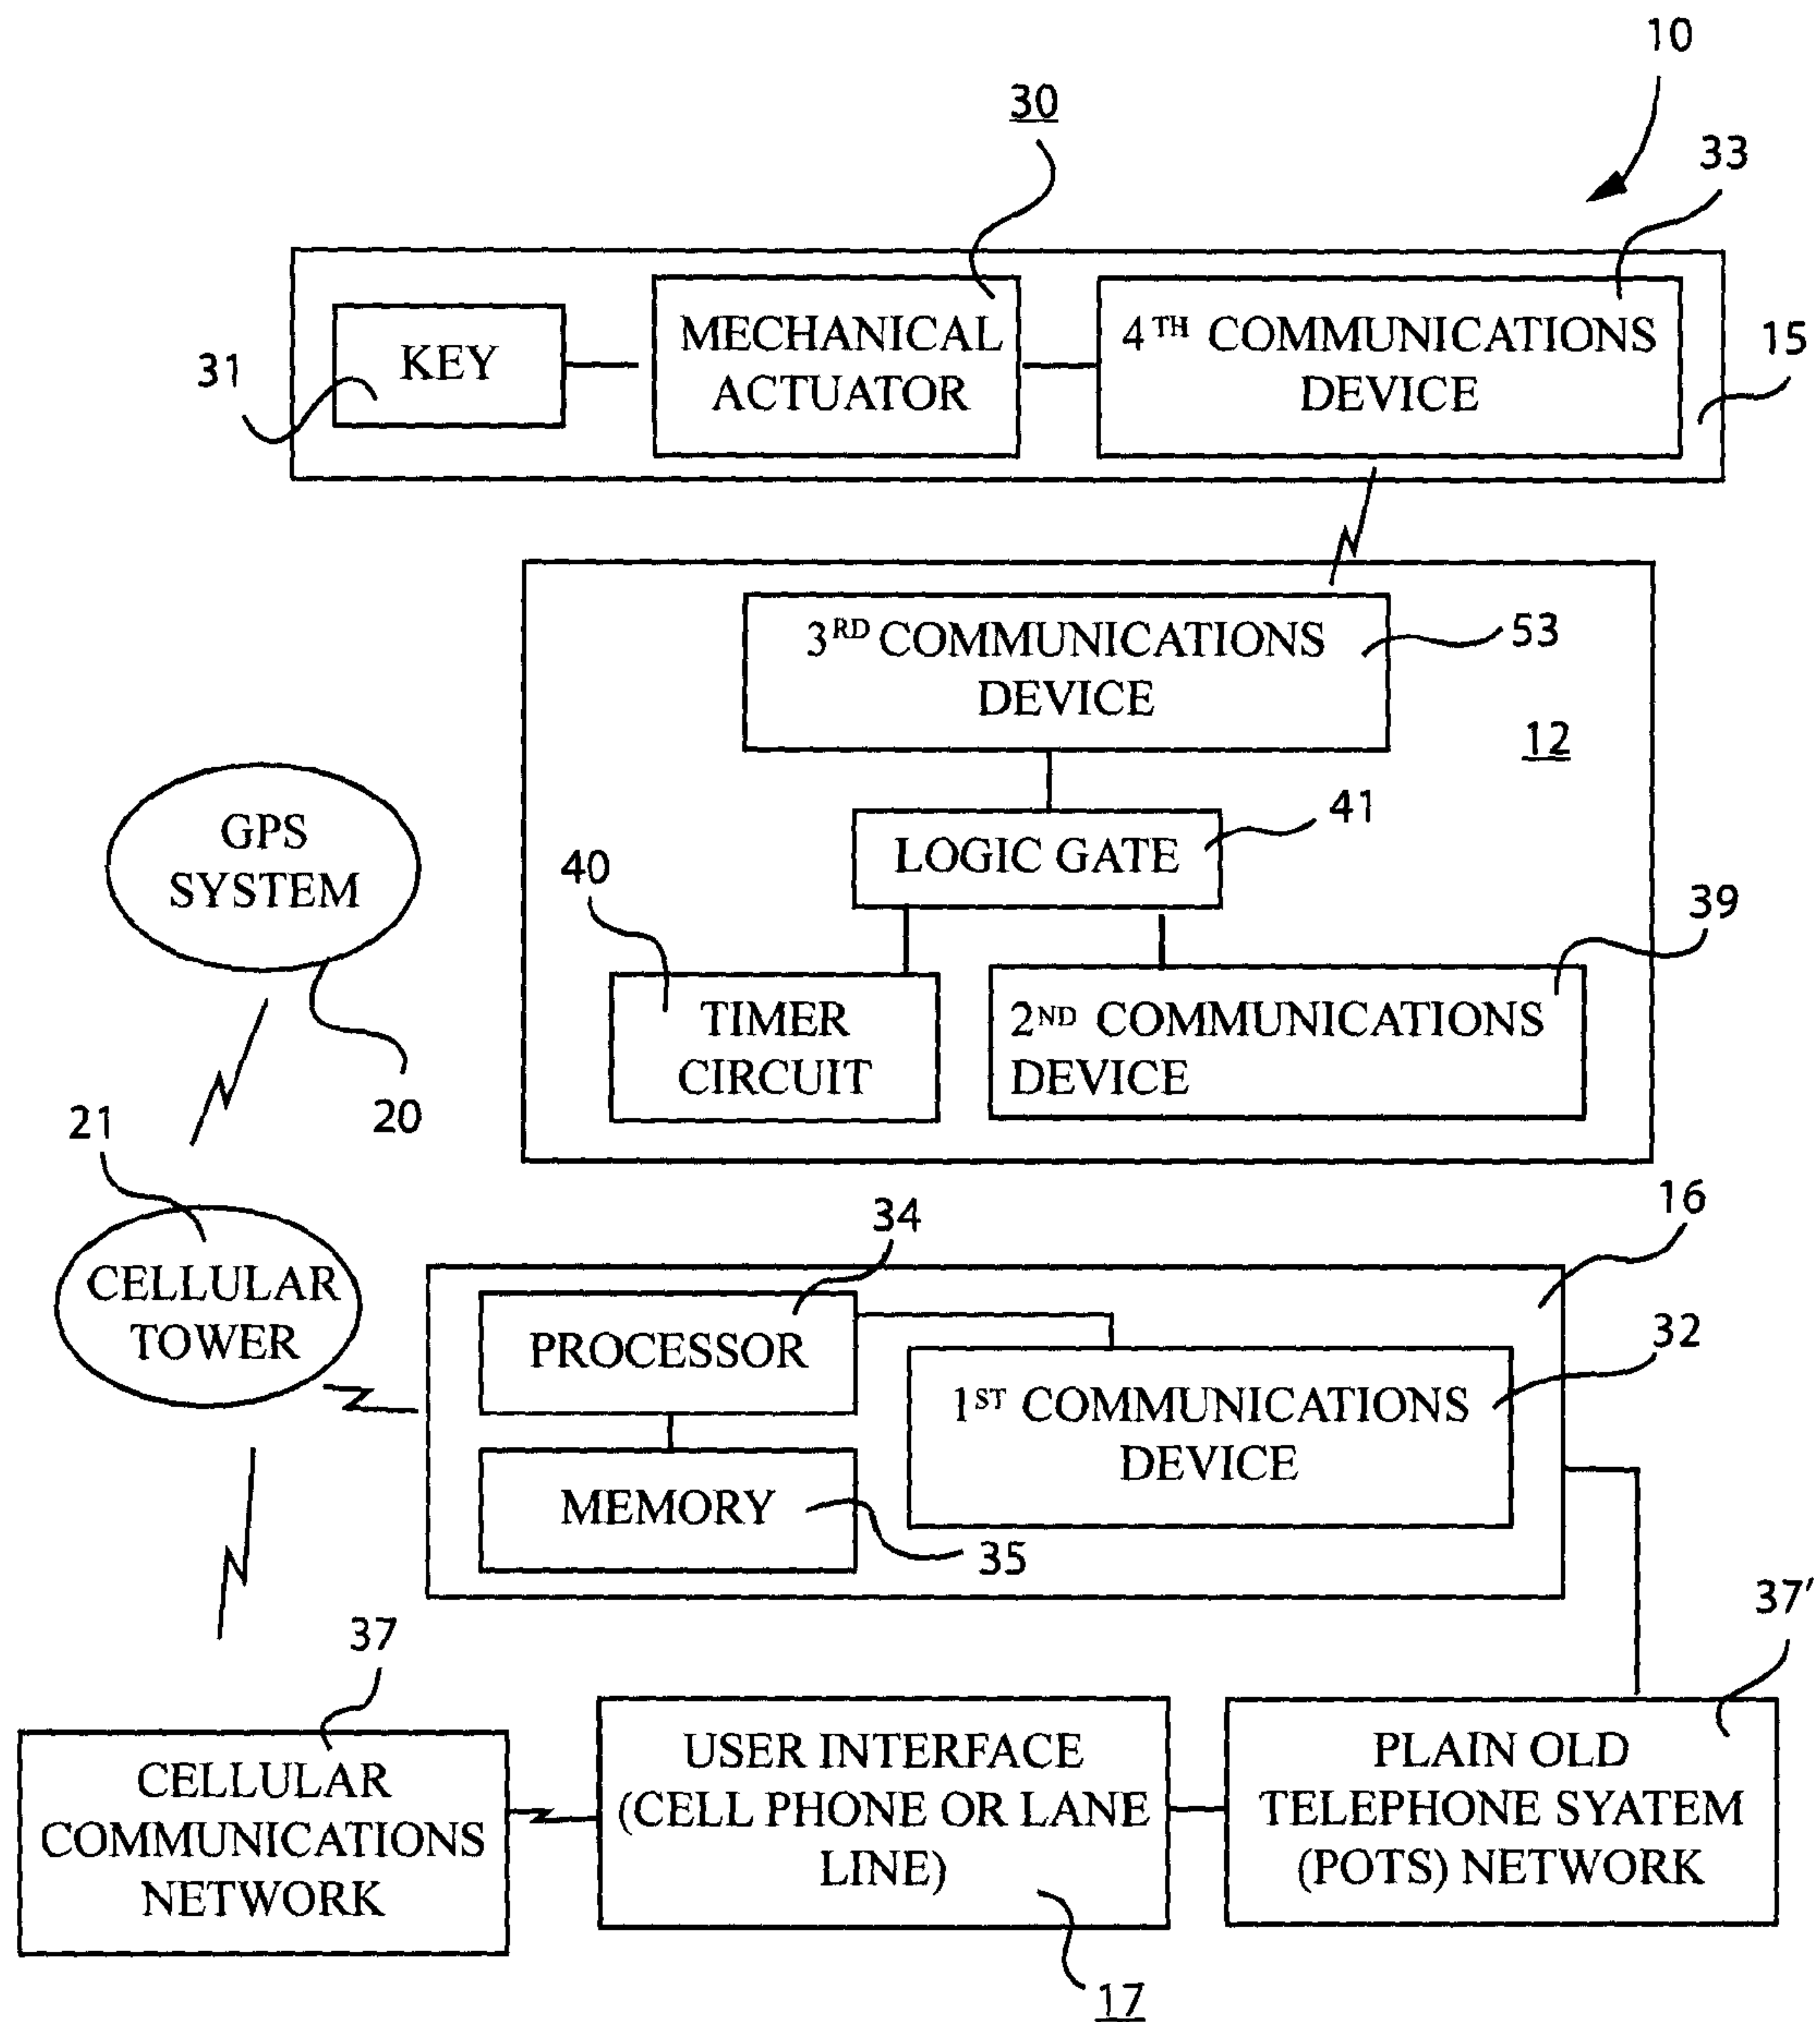 10
30
33
KEY
MECHANICAL
ACTUATOR
4TH COMMUNICATIONS
DEVICE
31
15
3RD COMMUNICATIONS
DEVICE
53
12
GPS
SYSTEM
LOGIC GATE
41
40
39
TIMER
CIRCUIT
2ND COMMUNICATIONS
DEVICE
20
21
CELLULAR
TOWER
34
16
PROCESSOR
32
1ST COMMUNICATIONS
DEVICE
MEMORY
35
37
37'
CELLULAR
COMMUNICATIONS
NETWORK
USER INTERFACE
(CELL PHONE OR LANE
LINE)
PLAIN OLD
TELEPHONE SYATEM
(POTS) NETWORK
17